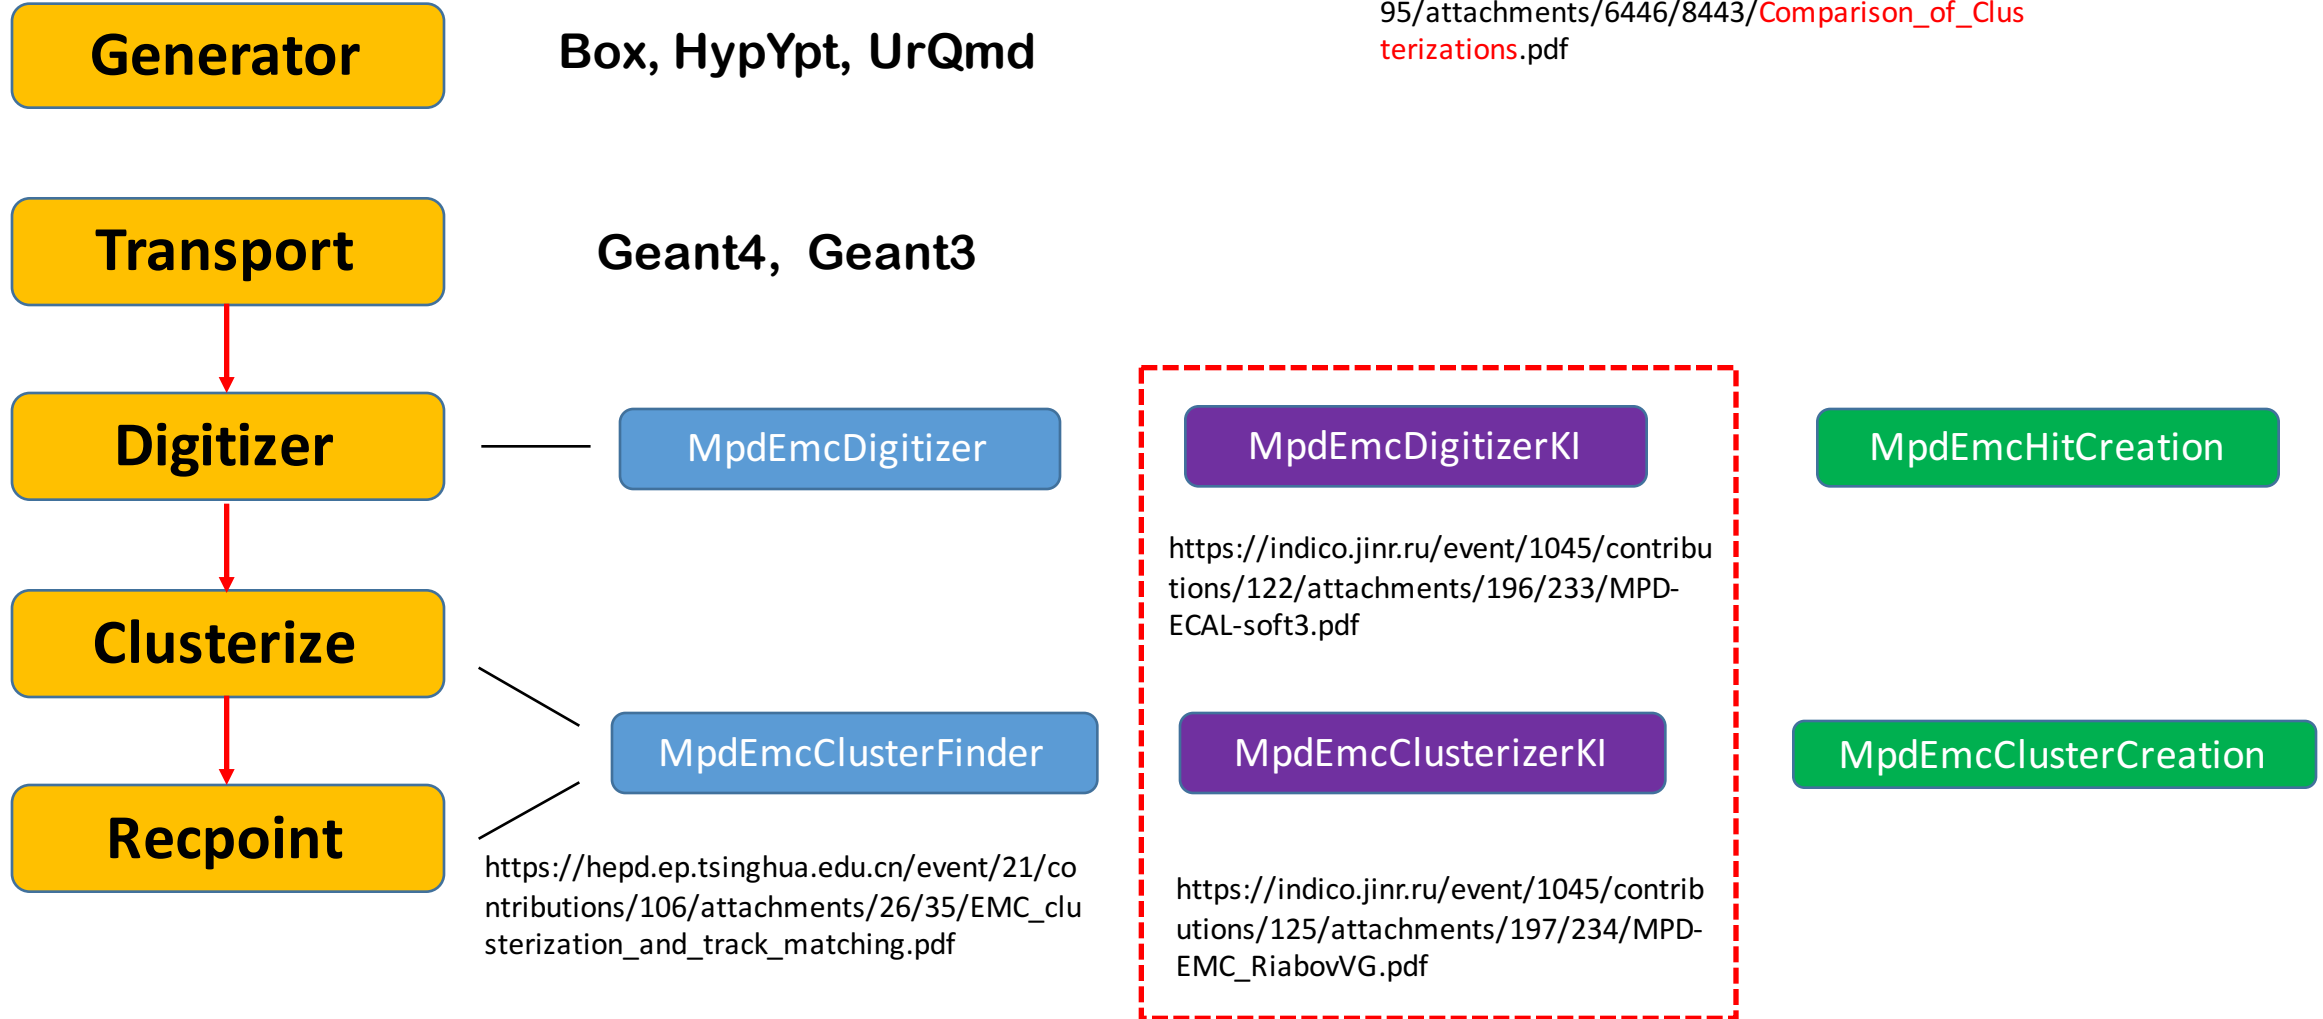 95/attachments/6446/8443/Comparison_of_Clus
terizations.pdf
Generator
Box, HypYpt, UrQmd
Transport
Geant4, Geant3
Digitizer
MpdEmcDigitizer
MpdEmcDigitizerKI
MpdEmcHitCreation
https://indico.jinr.ru/event/1045/contribu
tions/122/attachments/196/233/MPD-
ECAL-soft3.pdf
Clusterize
MpdEmcClusterFinder
MpdEmcClusterizerKI
MpdEmcClusterCreation
Recpoint
https://hepd.ep.tsinghua.edu.cn/event/21/co
ntributions/106/attachments/26/35/EMC_clu
sterization_and_track_matching.pdf
https://indico.jinr.ru/event/1045/contrib
utions/125/attachments/197/234/MPD-
EMC_RiabovVG.pdf